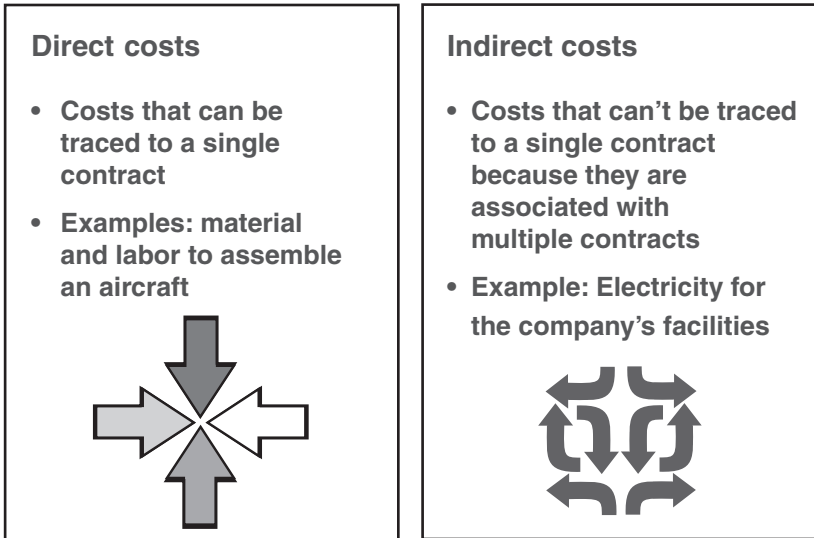 Direct costs
• Costs that can be
traced to a single
contract
• Examples: material
and labor to assemble
an aircraft
Indirect costs
• Costs that can’t be traced
to a single contract
because they are
associated with
multiple contracts
• Example: Electricity for
the company’s facilities